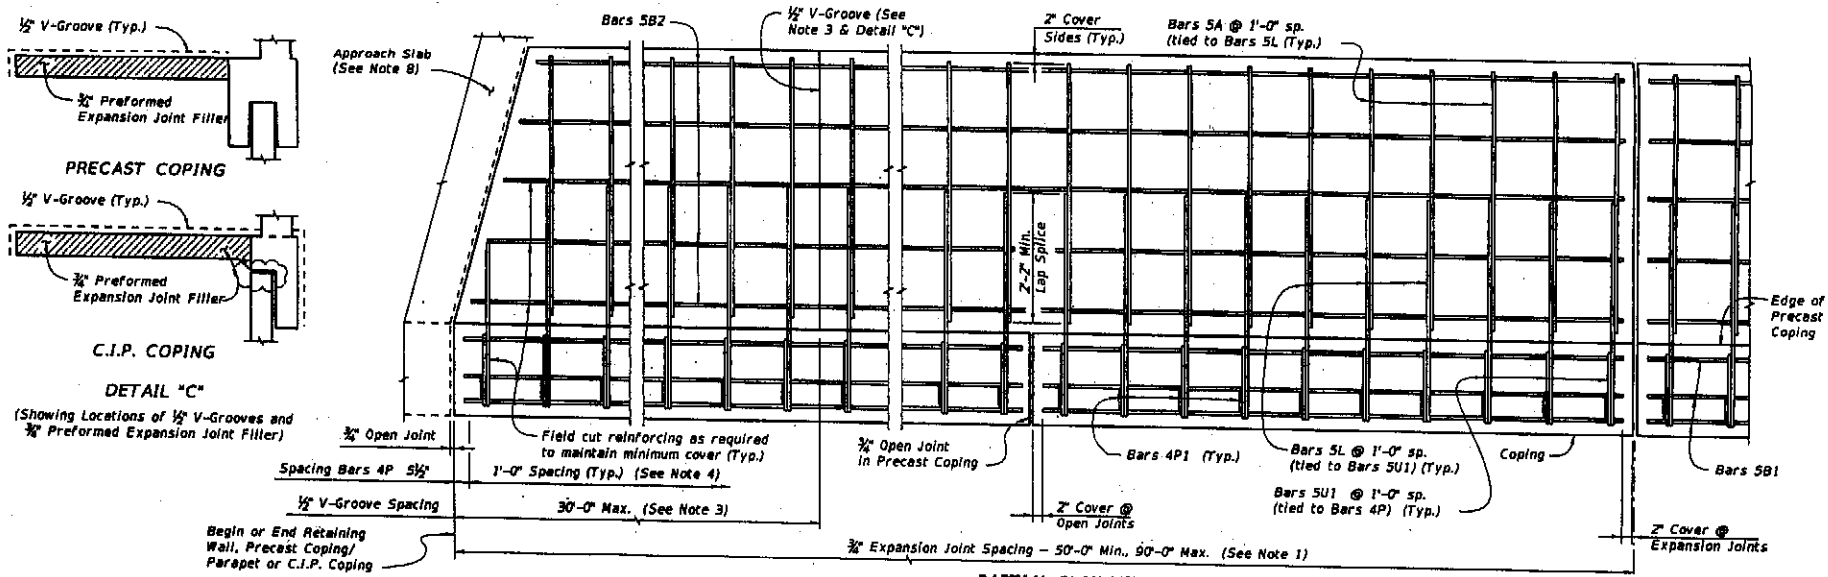 ½" V-Groove (Typ.)
¾" Preformed
Expansion Joint Filler
PRECAST COPING
½" V-Groove (Typ.)
¾" Preformed
Expansion Joint Filler
C.I.P. COPING
DETAIL "C"
(Showing Locations of ½" V-Grooves and
¾" Preformed Expansion Joint Filler)
Approach Slab
(See Note 8)
Bars 5B2
½" V-Groove (See
Note 3 & Detail "C")
2" Cover
Sides (Typ.)
Bars 5A @ 1'-0" sp.
(tied to Bars 5L (Typ.)
2'-2" Min.
Lap Splice
Edge of
Precast
Coping
¾" Open Joint
Field cut reinforcing as required
to maintain minimum cover (Typ.)
¾" Open Joint
in Precast Coping
Bars 4P1 (Typ.)
Bars 5L @ 1'-0" sp.
(tied to Bars 5U1) (Typ.)
Coping
Bars 5B1
Spacing Bars 4P 5½"
1'-0" Spacing (Typ.) (See Note 4)
Bars 5U1 @ 1'-0" sp.
(tied to Bars 4P) (Typ.)
½" V-Groove Spacing
30'-0" Max. (See Note 3)
2" Cover @
Open Joints
2" Cover @
Expansion Joints
Begin or End Retaining
Wall, Precast Coping/
Parapet or C.I.P. Coping
¾" Expansion Joint Spacing - 50'-0" Min., 90'-0" Max. (See Note 1)